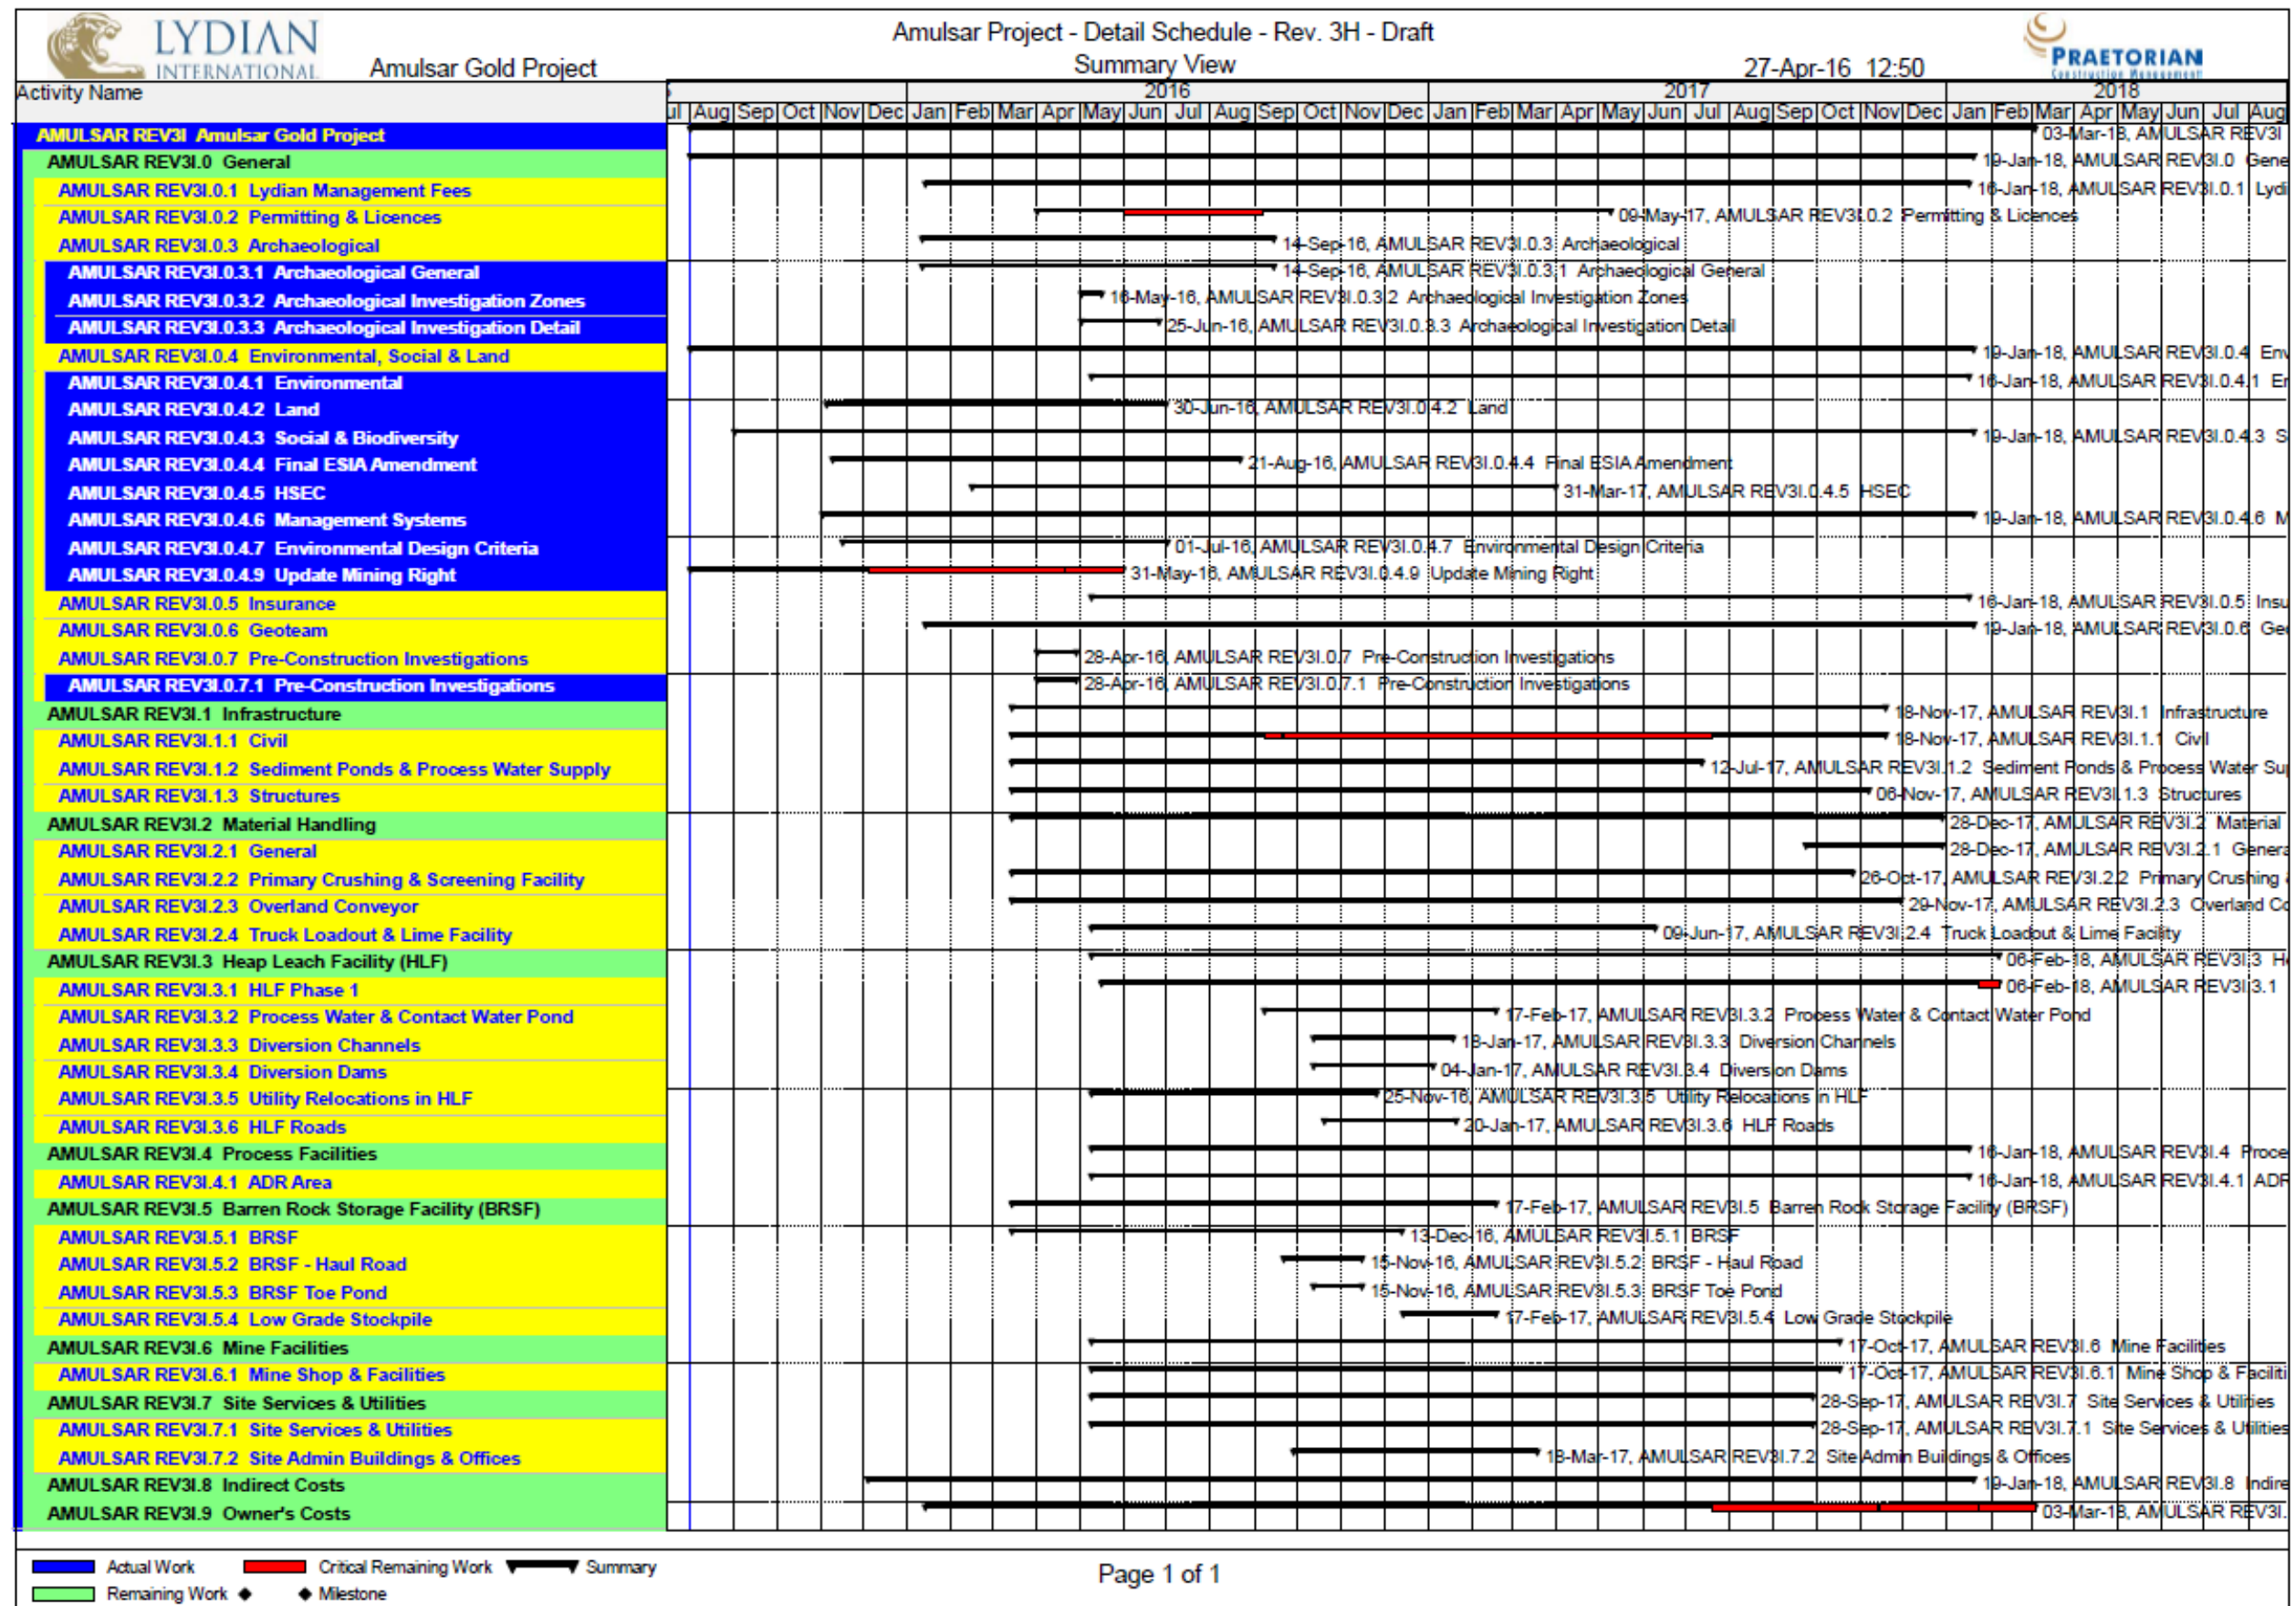 LYDIAN
INTERNATIONAL
Amulsar Gold Project
Amulsar Project - Detail Schedule - Rev. 3H - Draft
Summary View
27-Apr-16 12:50
PRAETORIAN
Construction Management
Activity Name
2016 2017 2018
Aug Sep Oct Nov Dec Jan Feb Mar Apr May Jun Jul Aug Sep Oct Nov Dec Jan Feb Mar Apr May Jun Jul Aug Sep Oct Nov Dec Jan Feb Mar Apr May Jun Jul Aug
AMULSAR REV3I Amulsar Gold Project 03-Mar-18, AMULSAR REV3I
AMULSAR REV3I.0 General 19-Jan-18, AMULSAR REV3I.0 Gene
AMULSAR REV3I.0.1 Lydian Management Fees 16-Jan-18, AMULSAR REV3I.0.1 Lydi
AMULSAR REV3I.0.2 Permitting & Licences 09-May-17, AMULSAR REV3I.0.2 Permitting & Licences
AMULSAR REV3I.0.3 Archaeological 14-Sep-16, AMULSAR REV3I.0.3 Archaeological
AMULSAR REV3I.0.3.1 Archaeological General 14-Sep-16, AMULSAR REV3I.0.3.1 Archaeological General
AMULSAR REV3I.0.3.2 Archaeological Investigation Zones 16-May-16, AMULSAR REV3I.0.3.2 Archaeological Investigation Zones
AMULSAR REV3I.0.3.3 Archaeological Investigation Detail 25-Jun-16, AMULSAR REV3I.0.3.3 Archaeological Investigation Detail
AMULSAR REV3I.0.4 Environmental, Social & Land 19-Jan-18, AMULSAR REV3I.0.4 Env
AMULSAR REV3I.0.4.1 Environmental 16-Jan-18, AMULSAR REV3I.0.4.1 En
AMULSAR REV3I.0.4.2 Land 30-Jun-16, AMULSAR REV3I.0.4.2 Land
AMULSAR REV3I.0.4.3 Social & Biodiversity 19-Jan-18, AMULSAR REV3I.0.4.3 S
AMULSAR REV3I.0.4.4 Final ESIA Amendment 21-Aug-16, AMULSAR REV3I.0.4.4 Final ESIA Amendment
AMULSAR REV3I.0.4.5 HSEC 31-Mar-17, AMULSAR REV3I.0.4.5 HSEC
AMULSAR REV3I.0.4.6 Management Systems 19-Jan-18, AMULSAR REV3I.0.4.6 M
AMULSAR REV3I.0.4.7 Environmental Design Criteria 01-Jul-16, AMULSAR REV3I.0.4.7 Environmental Design Criteria
AMULSAR REV3I.0.4.9 Update Mining Right 31-May-16, AMULSAR REV3I.0.4.9 Update Mining Right
AMULSAR REV3I.0.5 Insurance 16-Jan-18, AMULSAR REV3I.0.5 Insu
AMULSAR REV3I.0.6 Geoteam 19-Jan-18, AMULSAR REV3I.0.6 Geo
AMULSAR REV3I.0.7 Pre-Construction Investigations 28-Apr-16, AMULSAR REV3I.0.7 Pre-Construction Investigations
AMULSAR REV3I.0.7.1 Pre-Construction Investigations 28-Apr-16, AMULSAR REV3I.0.7.1 Pre-Construction Investigations
AMULSAR REV3I.1 Infrastructure 18-Nov-17, AMULSAR REV3I.1 Infrastructure
AMULSAR REV3I.1.1 Civil 18-Nov-17, AMULSAR REV3I.1.1 Civil
AMULSAR REV3I.1.2 Sediment Ponds & Process Water Supply 12-Jul-17, AMULSAR REV3I.1.2 Sediment Ponds & Process Water Su
AMULSAR REV3I.1.3 Structures 06-Nov-17, AMULSAR REV3I.1.3 Structures
AMULSAR REV3I.2 Material Handling 28-Dec-17, AMULSAR REV3I.2 Material
AMULSAR REV3I.2.1 General 28-Dec-17, AMULSAR REV3I.2.1 Genera
AMULSAR REV3I.2.2 Primary Crushing & Screening Facility 26-Oct-17, AMULSAR REV3I.2.2 Primary Crushing
AMULSAR REV3I.2.3 Overland Conveyor 29-Nov-17, AMULSAR REV3I.2.3 Overland Co
AMULSAR REV3I.2.4 Truck Loadout & Lime Facility 09-Jun-17, AMULSAR REV3I.2.4 Truck Loadout & Lime Facility
AMULSAR REV3I.3 Heap Leach Facility (HLF) 06-Feb-18, AMULSAR REV3I.3 He
AMULSAR REV3I.3.1 HLF Phase 1 06-Feb-18, AMULSAR REV3I.3.1
AMULSAR REV3I.3.2 Process Water & Contact Water Pond 17-Feb-17, AMULSAR REV3I.3.2 Process Water & Contact Water Pond
AMULSAR REV3I.3.3 Diversion Channels 18-Jan-17, AMULSAR REV3I.3.3 Diversion Channels
AMULSAR REV3I.3.4 Diversion Dams 04-Jan-17, AMULSAR REV3I.3.4 Diversion Dams
AMULSAR REV3I.3.5 Utility Relocations in HLF 25-Nov-16, AMULSAR REV3I.3.5 Utility Relocations in HLF
AMULSAR REV3I.3.6 HLF Roads 20-Jan-17, AMULSAR REV3I.3.6 HLF Roads
AMULSAR REV3I.4 Process Facilities 16-Jan-18, AMULSAR REV3I.4 Proce
AMULSAR REV3I.4.1 ADR Area 16-Jan-18, AMULSAR REV3I.4.1 ADR
AMULSAR REV3I.5 Barren Rock Storage Facility (BRSF) 17-Feb-17, AMULSAR REV3I.5 Barren Rock Storage Facility (BRSF)
AMULSAR REV3I.5.1 BRSF 13-Dec-16, AMULSAR REV3I.5.1 BRSF
AMULSAR REV3I.5.2 BRSF - Haul Road 15-Nov-16, AMULSAR REV3I.5.2 BRSF - Haul Road
AMULSAR REV3I.5.3 BRSF Toe Pond 15-Nov-16, AMULSAR REV3I.5.3 BRSF Toe Pond
AMULSAR REV3I.5.4 Low Grade Stockpile 17-Feb-17, AMULSAR REV3I.5.4 Low Grade Stockpile
AMULSAR REV3I.6 Mine Facilities 17-Oct-17, AMULSAR REV3I.6 Mine Facilities
AMULSAR REV3I.6.1 Mine Shop & Facilities 17-Oct-17, AMULSAR REV3I.6.1 Mine Shop & Faciliti
AMULSAR REV3I.7 Site Services & Utilities 28-Sep-17, AMULSAR REV3I.7 Site Services & Utilities
AMULSAR REV3I.7.1 Site Services & Utilities 28-Sep-17, AMULSAR REV3I.7.1 Site Services & Utilities
AMULSAR REV3I.7.2 Site Admin Buildings & Offices 18-Mar-17, AMULSAR REV3I.7.2 Site Admin Buildings & Offices
AMULSAR REV3I.8 Indirect Costs 19-Jan-18, AMULSAR REV3I.8 Indire
AMULSAR REV3I.9 Owner's Costs 03-Mar-18, AMULSAR REV3I.
Actual Work Critical Remaining Work Summary
Remaining Work Milestone
Page 1 of 1